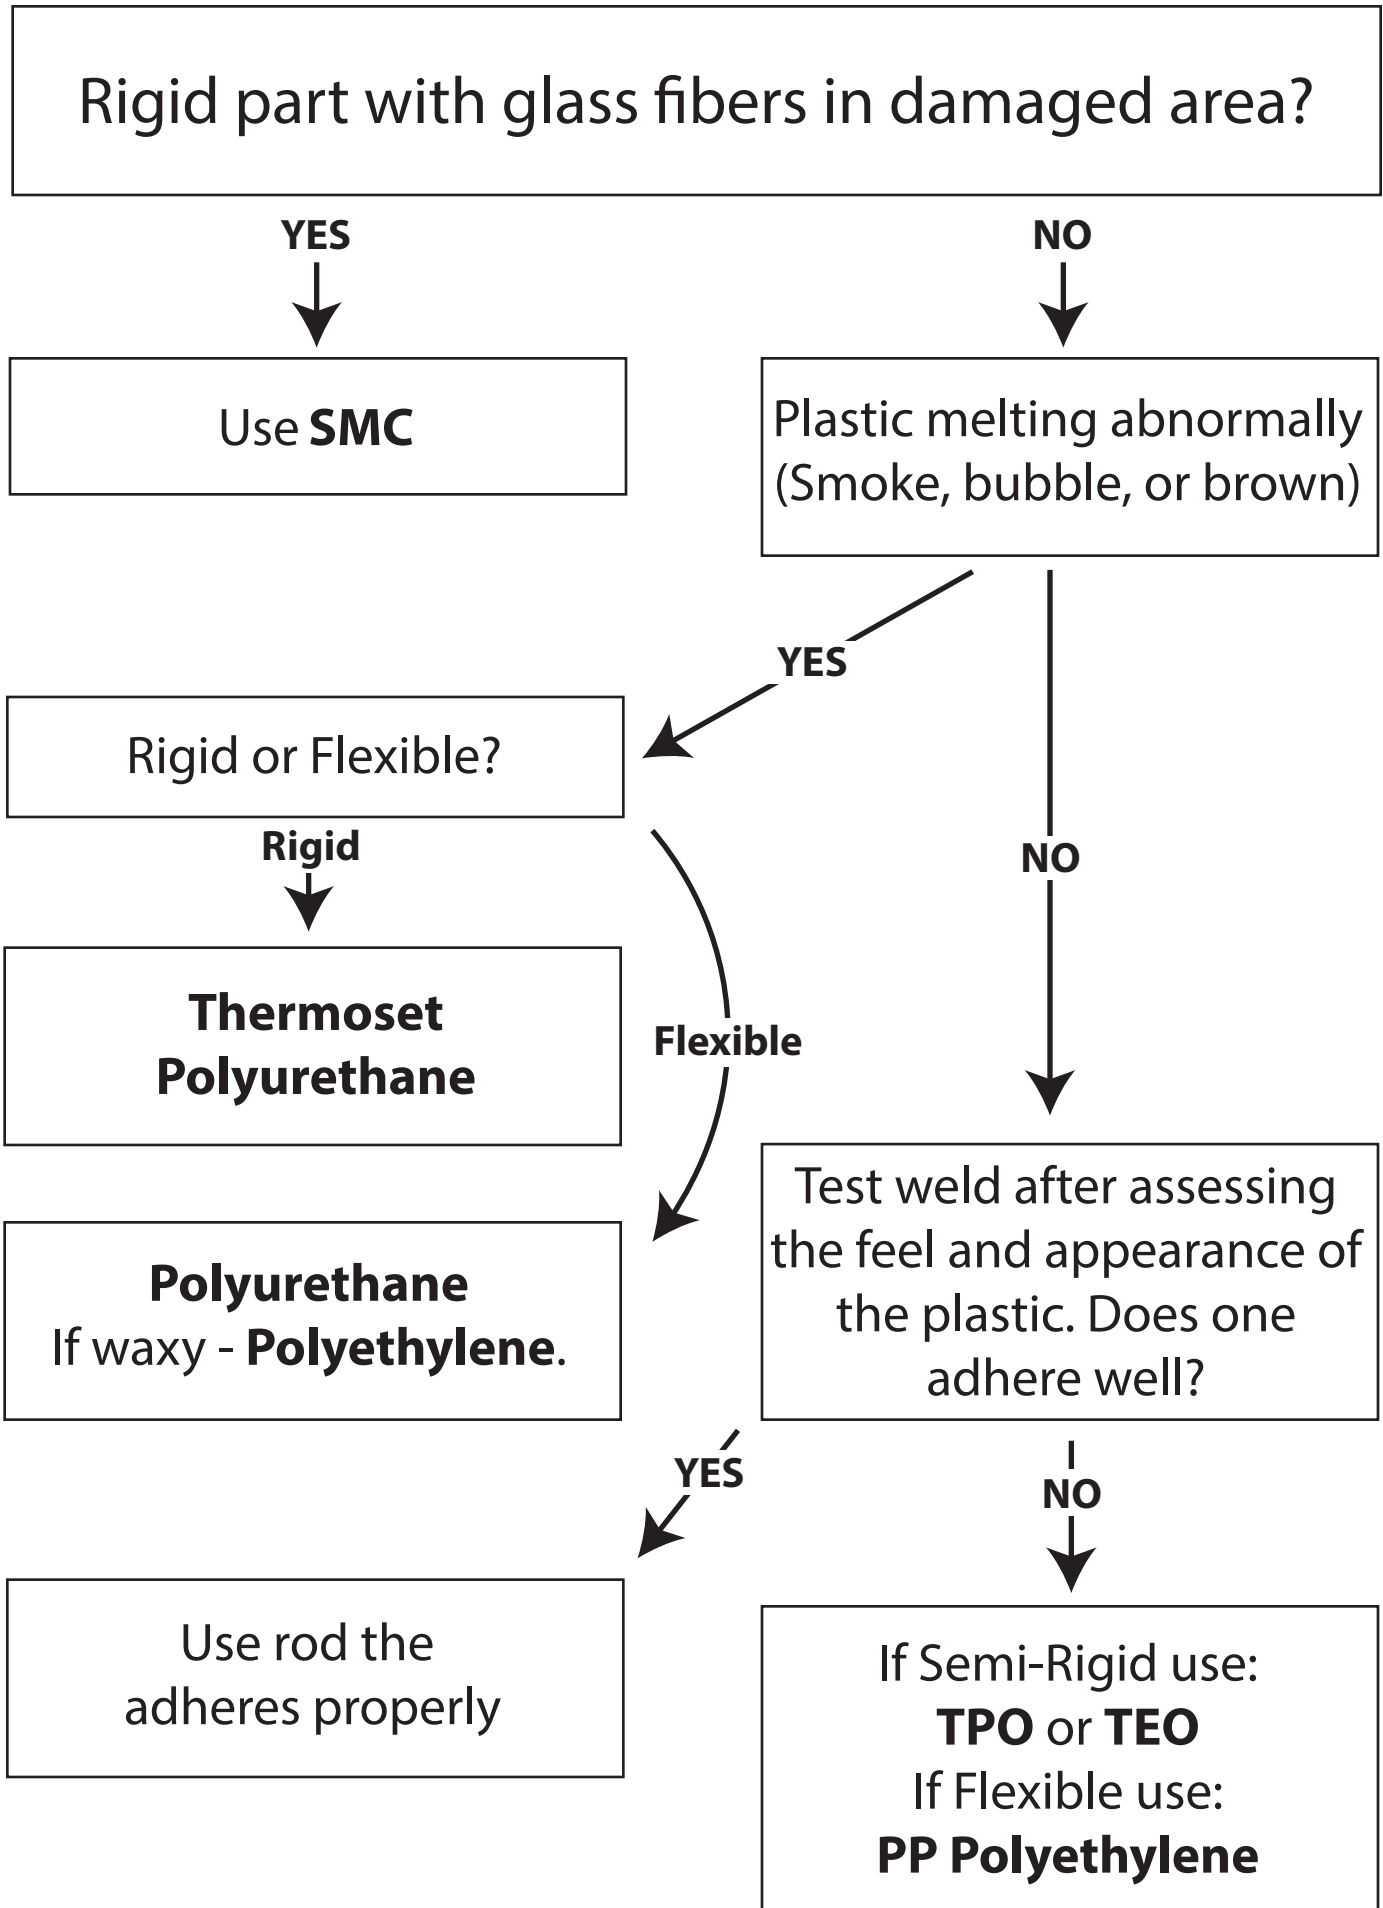 Rigid part with glass fibers in damaged area?
YES
NO
Use SMC
Plastic melting abnormally
(Smoke, bubble, or brown)
YES
Rigid or Flexible?
Rigid
NO
Thermoset
Polyurethane
Flexible
Polyurethane
If waxy - Polyethylene.
Test weld after assessing
the feel and appearance of
the plastic. Does one
adhere well?
YES
NO
Use rod the
adheres properly
If Semi-Rigid use:
TPO or TEO
If Flexible use:
PP Polyethylene